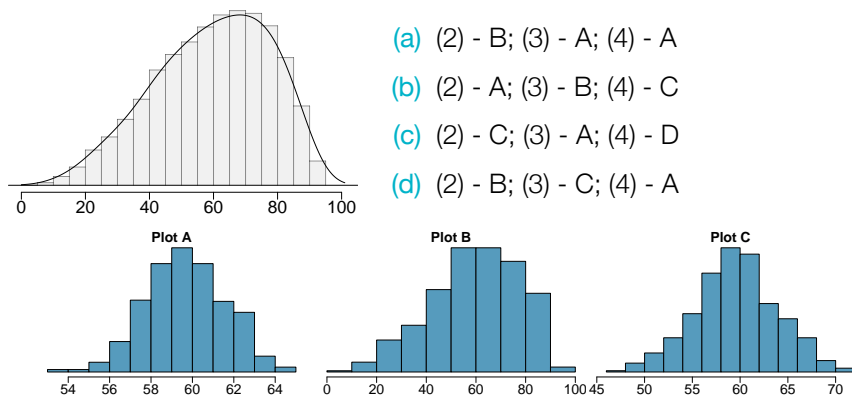 (a) (2) - B; (3) - A; (4) - A
(b) (2) - A; (3) - B; (4) - C
(c) (2) - C; (3) - A; (4) - D
(d) (2) - B; (3) - C; (4) - A
0 20 40 60 80 100
Plot A
54 56 58 60 62 64
Plot B
0 20 40 60 80 100
Plot C
45 50 55 60 65 70